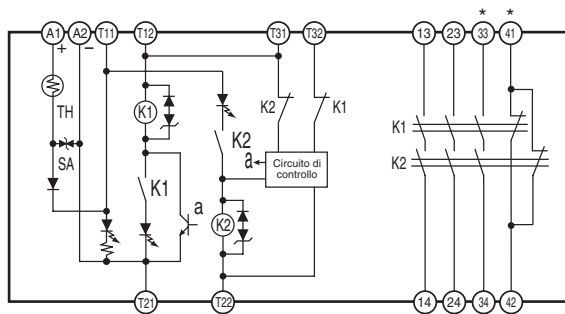 * *
A1 A2 T11 T12 T31 T32 13 23 33 41
+ −
TH
K1
K2 K1
K1
SA
K2
a
Circuito di
controllo
K2
K1
a
K2
T21 T22 14 24 34 42